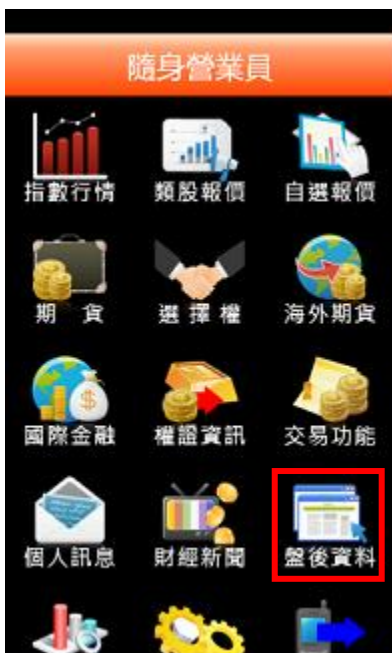 隨身營業員
指數行情 類股報價 自選報價
期 貨 選 擇 權 海外期貨
國際金融 權證資訊 交易功能
個人訊息 財經新聞 盤後資料